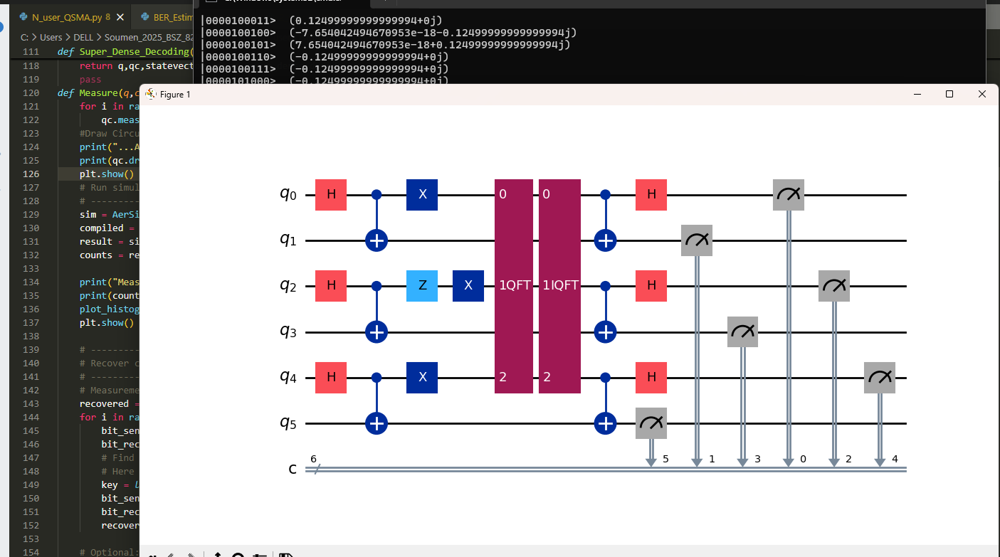 N_user_QSMA.py 8
BER_Estim
C: > Users > DELL > Soumen_2025_BSZ_82
111 def Super_Dense_Decoding(
118 return q,qc,statevect
119 pass
120 def Measure(q,c
121 for i in ra
122 qc.meas
123 #Draw Circu
124 print("...A
125 print(qc.dr
126 plt.show()
127 # Run simul
128 # ---------
129 sim = AerSi
130 compiled =
131 result = si
132 counts = re
133
134 print("Meas
135 print(count
136 plot_histog
137 plt.show()
138
139 # ---------
140 # Recover c
141 # ---------
142 # Measureme
143 recovered =
144 for i in ra
145 bit_sen
146 bit_rec
147 # Find
148 # Here
149 key =
150 bit_sen
151 bit_rec
152 recover
153
154 # Optional:
|0000100011> (0.12499999999999994+0j)
|0000100100> (-7.654042494670953e-18-0.12499999999999994j)
|0000100101> (7.654042494670953e-18+0.12499999999999994j)
|0000100110> (-0.12499999999999994+0j)
|0000100111> (-0.12499999999999994+0j)
|0000101000> (-0.12499999999999994+0j)
Figure 1
q0 H X 0 0 H
q1
q2 H Z X 1QFT 1IQFT H
q3
q4 H X 2 2 H
q5
c 6 5 1 3 0 2 4